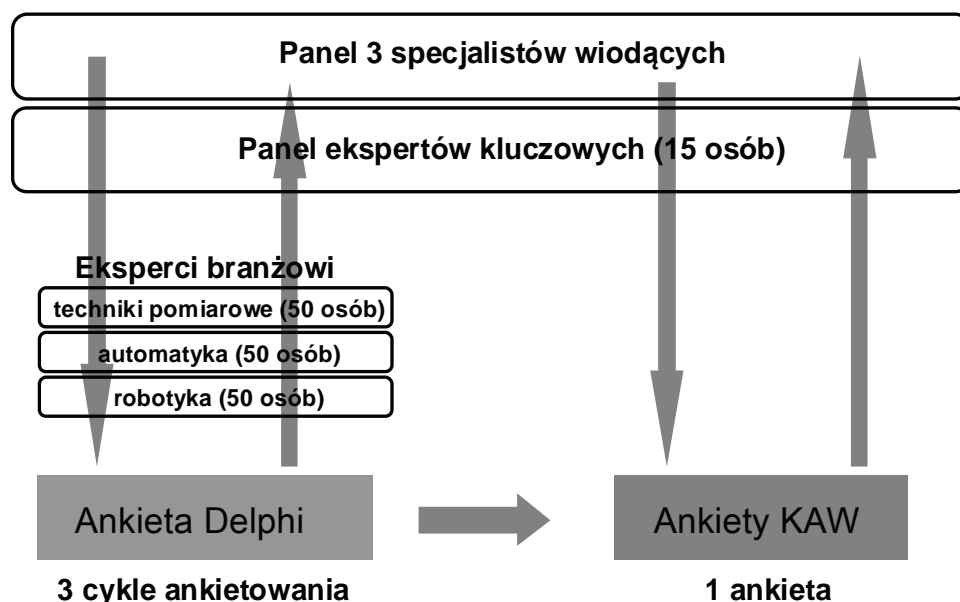 Panel 3 specjalistów wiodących
Panel ekspertów kluczowych (15 osób)
Eksperci branżowi
techniki pomiarowe (50 osób)
automatyka (50 osób)
robotyka (50 osób)
Ankieta Delphi
Ankiety KAW
3 cykle ankietowania
1 ankieta